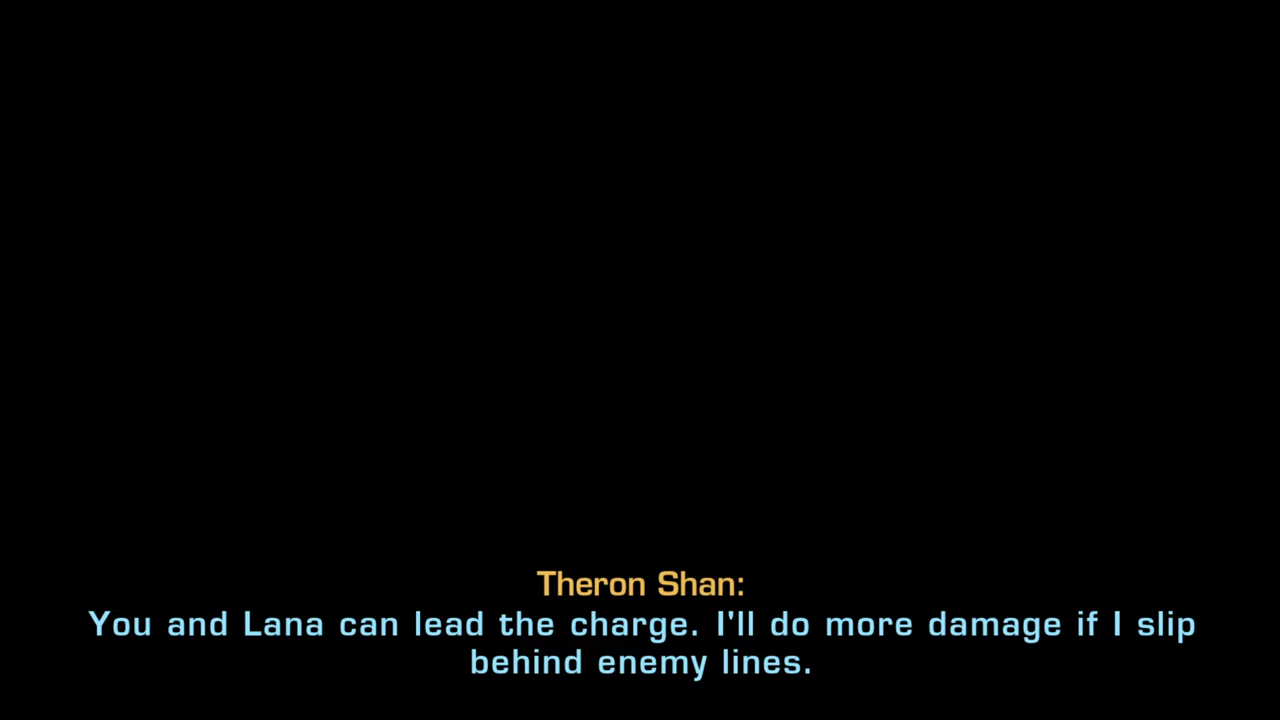 Theron Shan:
You and Lana can lead the charge. I'll do more damage if I slip
behind enemy lines.